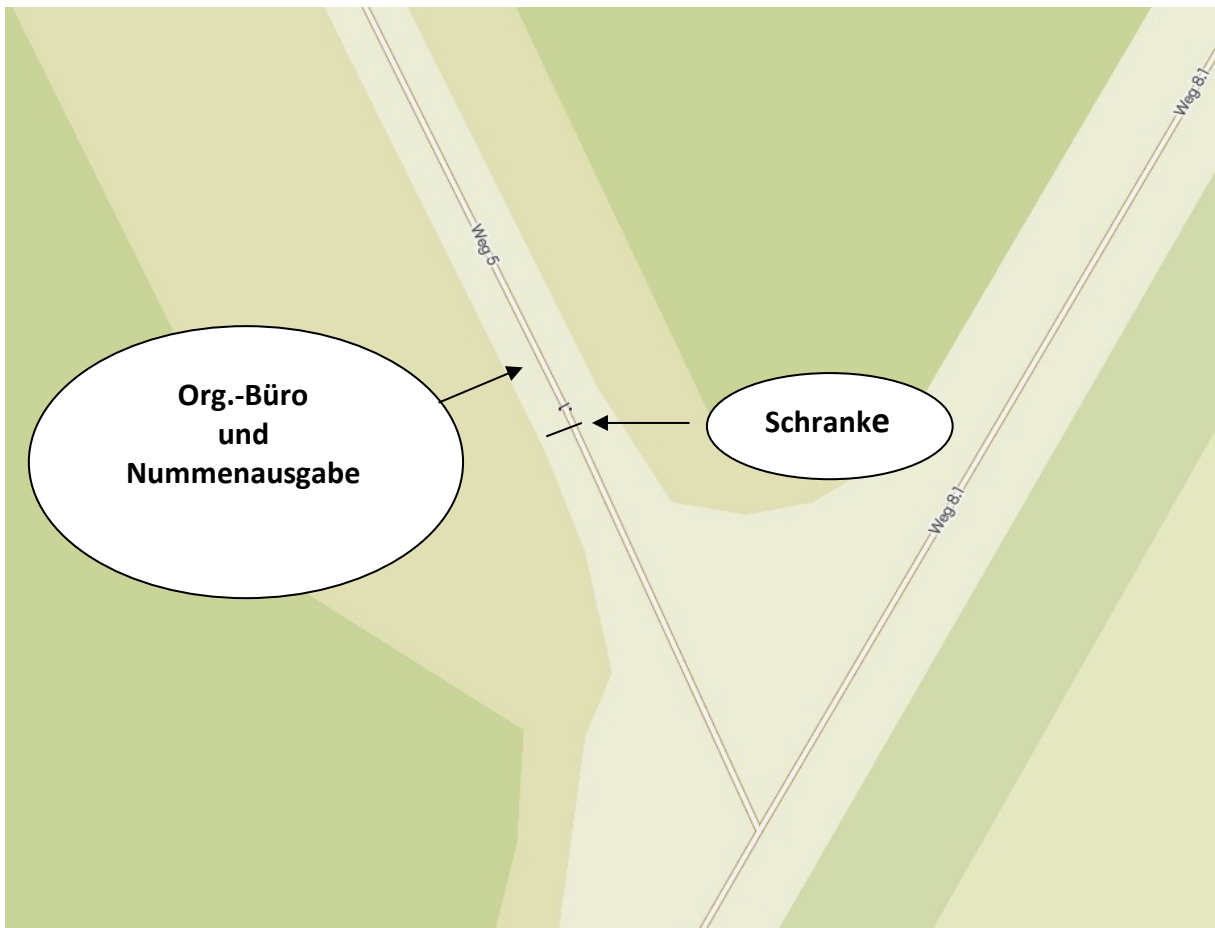 Weg 8.1
Weg 5
Org.-Büro
und
Nummenausgabe
Schranke
Weg 8.1